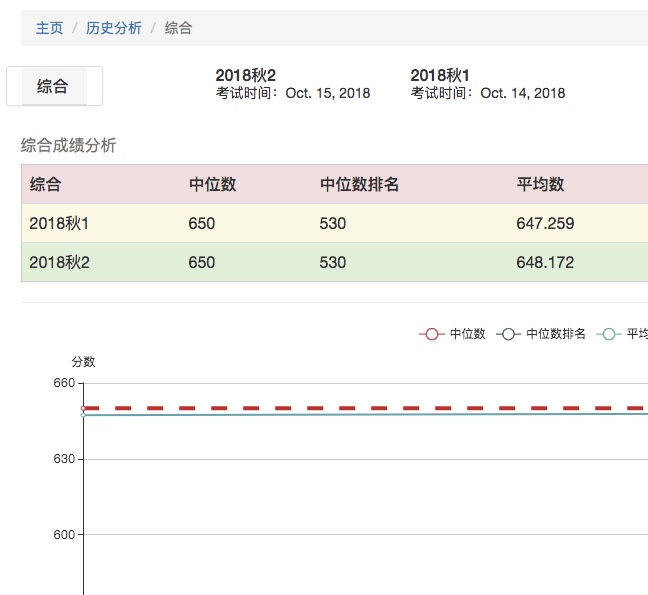 主页 / 历史分析 / 综合
综合
2018秋2 2018秋1
考试时间：Oct. 15, 2018 考试时间：Oct. 14, 2018
综合成绩分析
综合 中位数 中位数排名 平均数
2018秋1 650 530 647.259
2018秋2 650 530 648.172
中位数 中位数排名 平均
分数
660
630
600